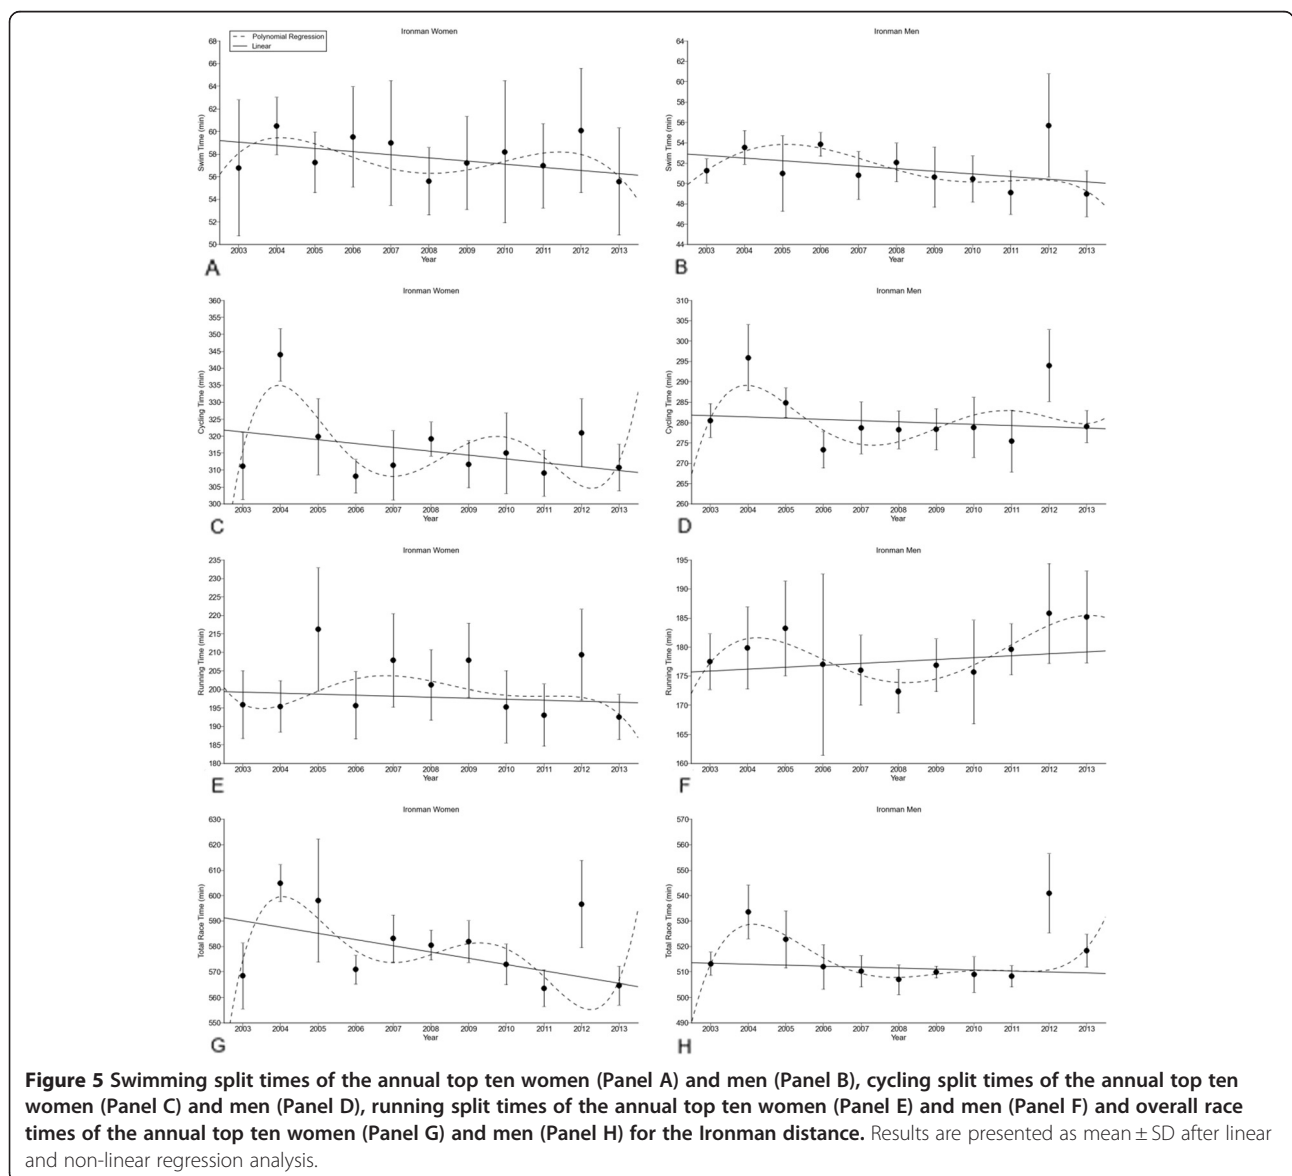 Polynomial Regression
Linear
Ironman Women
68
66
64
62
60
58
56
54
52
50
Swim Time (min)
2003 2004 2005 2006 2007 2008 2009 2010 2011 2012 2013
Year
A
Ironman Men
64
62
60
58
56
54
52
50
48
46
44
Swim Time (min)
2003 2004 2005 2006 2007 2008 2009 2010 2011 2012 2013
Year
B
Ironman Women
360
355
350
345
340
335
330
325
320
315
310
305
300
Cycling Time (min)
2003 2004 2005 2006 2007 2008 2009 2010 2011 2012 2013
Year
C
Ironman Men
310
305
300
295
290
285
280
275
270
265
260
Cycling Time (min)
2003 2004 2005 2006 2007 2008 2009 2010 2011 2012 2013
Year
D
Ironman Women
235
230
225
220
215
210
205
200
195
190
185
180
Running Time (min)
2003 2004 2005 2006 2007 2008 2009 2010 2011 2012 2013
Year
E
Ironman Men
195
190
185
180
175
170
165
160
Running Time (min)
2003 2004 2005 2006 2007 2008 2009 2010 2011 2012 2013
Year
F
Ironman Women
630
620
610
600
590
580
570
560
550
Total Race Time (min)
2003 2004 2005 2006 2007 2008 2009 2010 2011 2012 2013
Year
G
Ironman Men
570
560
550
540
530
520
510
500
490
Total Race Time (min)
2003 2004 2005 2006 2007 2008 2009 2010 2011 2012 2013
Year
H
Figure 5 Swimming split times of the annual top ten women (Panel A) and men (Panel B), cycling split times of the annual top ten
women (Panel C) and men (Panel D), running split times of the annual top ten women (Panel E) and men (Panel F) and overall race
times of the annual top ten women (Panel G) and men (Panel H) for the Ironman distance. Results are presented as mean ± SD after linear
and non-linear regression analysis.